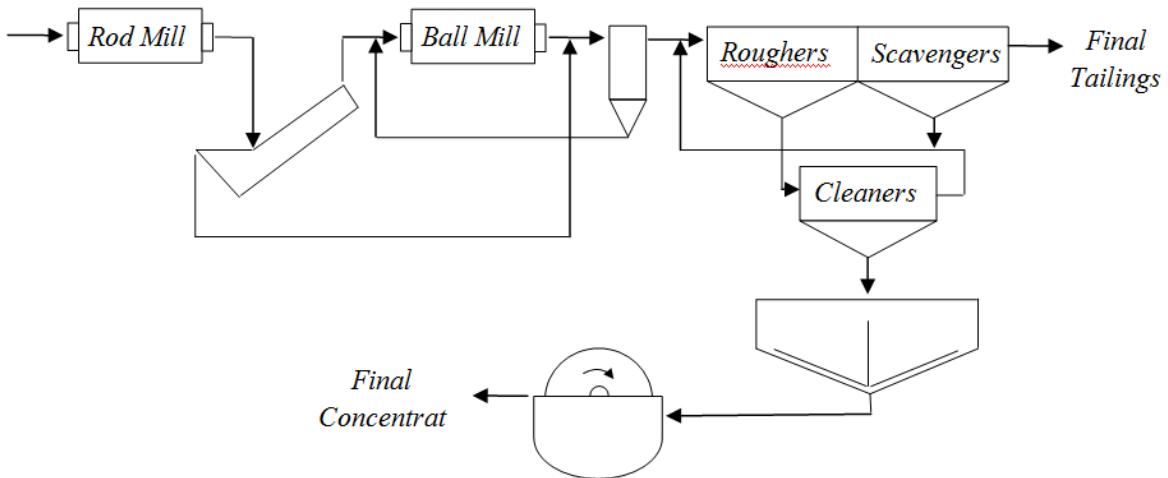 Rod Mill
Ball Mill
Roughers
Scavengers
Final
Tailings
Cleaners
Final
Concentrat